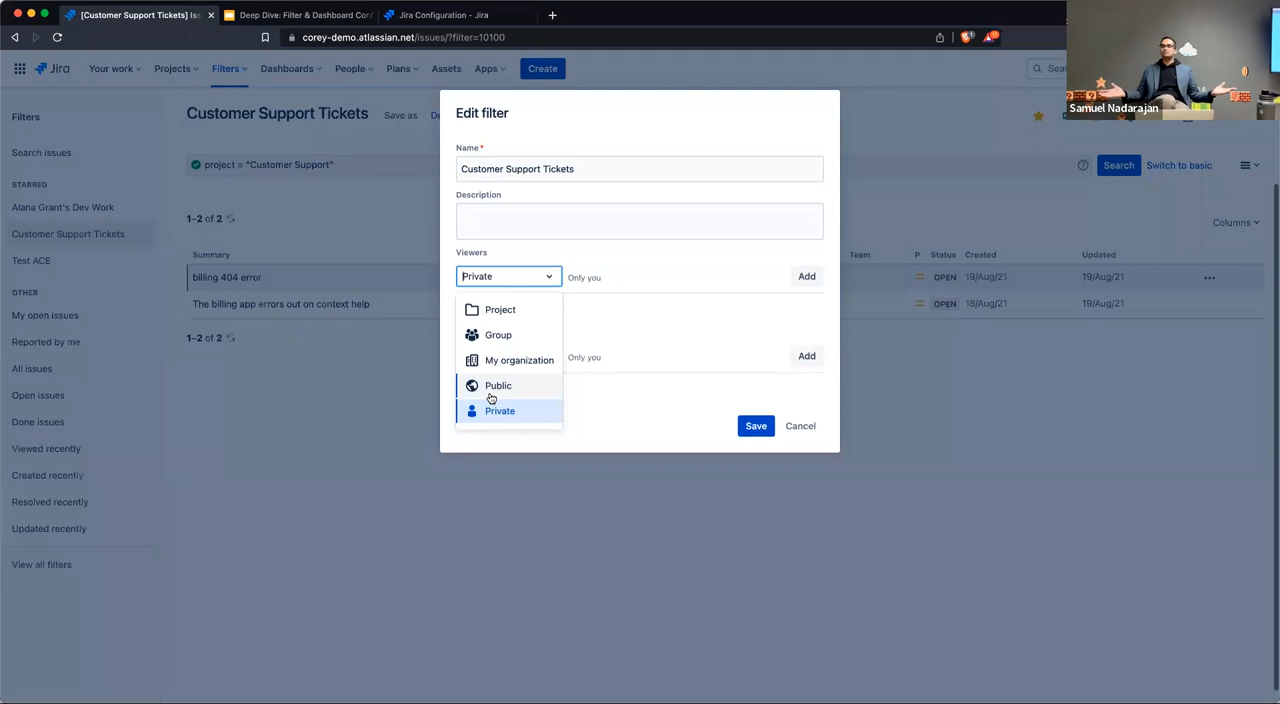 [Customer Support Tickets] Is
Deep Dive: Filter & Dashboard Con
Jira Configuration - Jira
corey-demo.atlassian.net/issues/?filter=10100
Jira
Your work
Projects
Filters
Dashboards
People
Plans
Assets
Apps
Create
Samuel Nadarajan
Filters
Search issues
STARRED
Alana Grant's Dev Work
Customer Support Tickets
Test ACE
OTHER
My open issues
Reported by me
All issues
Open issues
Done issues
Viewed recently
Created recently
Resolved recently
Updated recently
View all filters
Customer Support Tickets
Save as
project = "Customer Support"
Search
Switch to basic
1–2 of 2
Columns
Summary
Team
P
Status
Created
Updated
billing 404 error
OPEN
19/Aug/21
19/Aug/21
The billing app errors out on context help
OPEN
18/Aug/21
19/Aug/21
1–2 of 2
Edit filter
Name*
Customer Support Tickets
Description
Viewers
Private
Only you
Add
Project
Group
My organization
Public
Private
Only you
Add
Save
Cancel